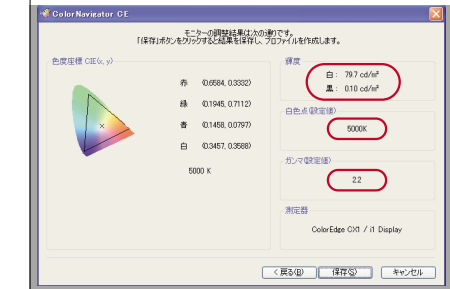 ColorNavigator CE
モニターの調整結果は次の通りです。
「保存」ボタンをクリックすると結果を保存し、プロファイルを作成します。
色度座標 CIE(x, y)
赤 (0.6584, 0.3332)
緑 (0.1945, 0.7112)
青 (0.1458, 0.0797)
白 (0.3457, 0.3588)
5000 K
輝度
白： 79.7 cd/m²
黒： 0.10 cd/m²
白色点(設定値)
5000K
ガンマ(設定値)
2.2
測定器
ColorEdge CX1 / i1 Display
< 戻る(B)
保存(S)
キャンセル